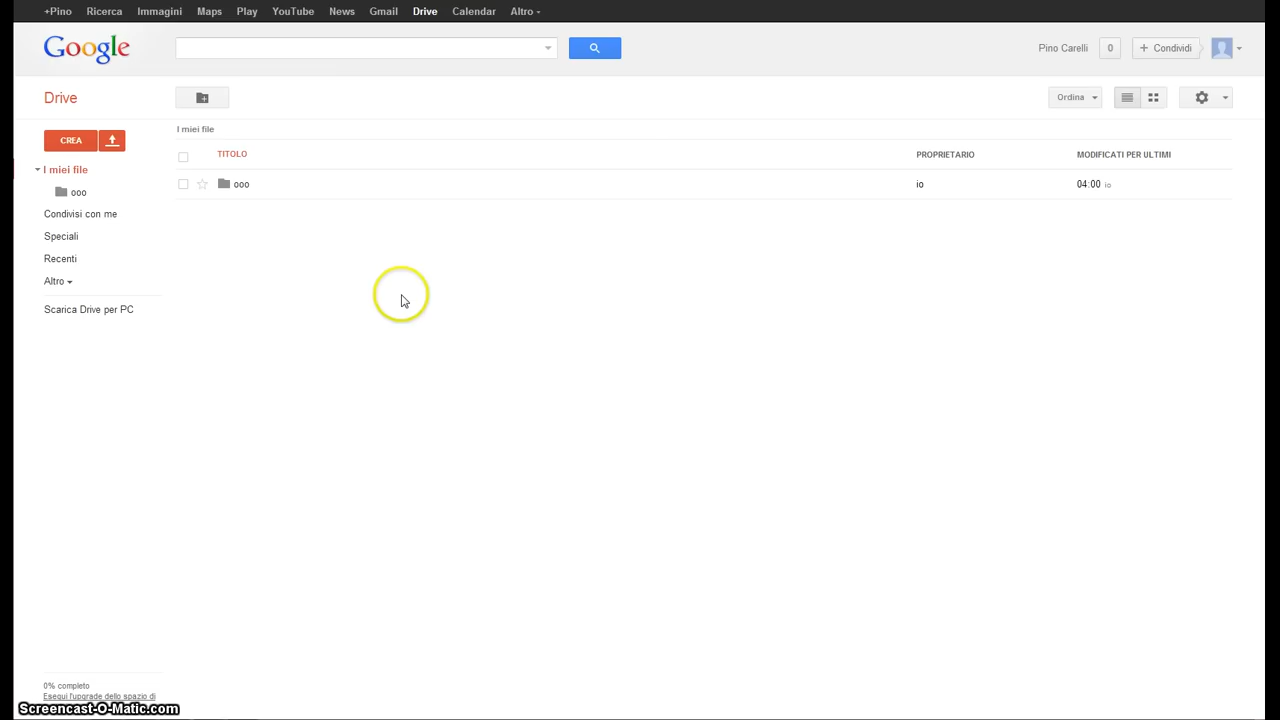 +Pino Ricerca Immagini Maps Play YouTube News Gmail Drive Calendar Altro
Google
Pino Carelli 0 + Condividi
Drive
Ordina
I miei file
CREA
TITOLO PROPRIETARIO MODIFICATI PER ULTIMI
I miei file
ooo io 04:00 io
ooo
Condivisi con me
Speciali
Recenti
Altro
Scarica Drive per PC
0% completo
Esegui l'upgrade dello spazio di
Screencast-O-Matic.com